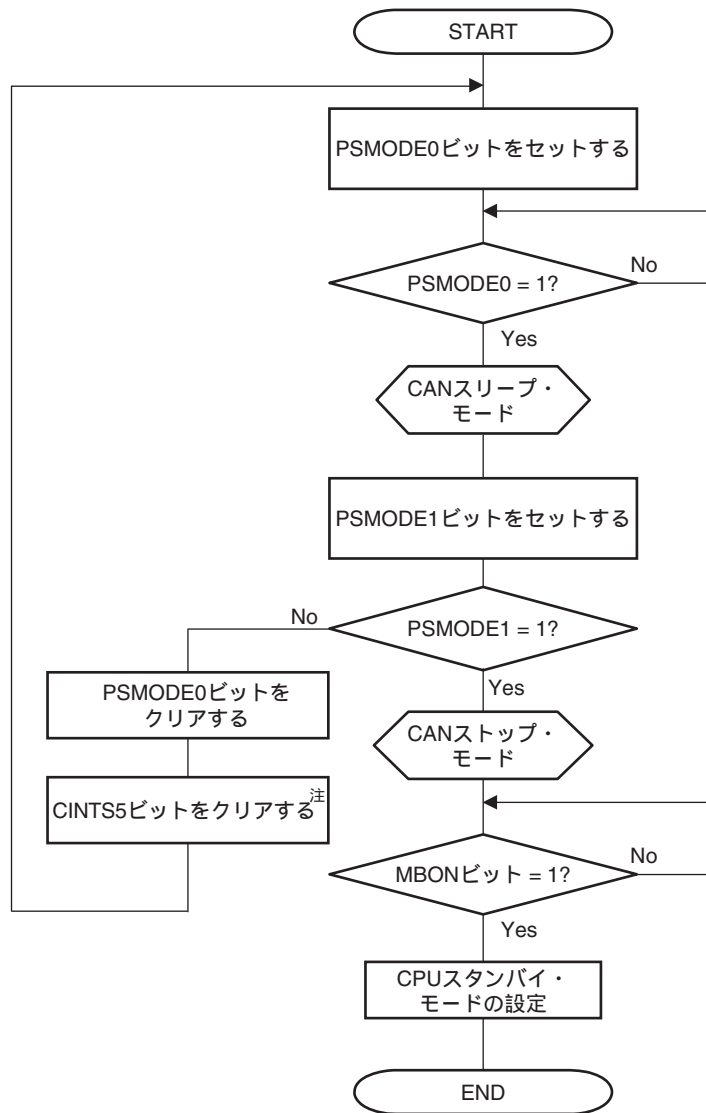 START
PSMODE0ビットをセットする
PSMODE0 = 1?
No
Yes
CANスリープ・
モード
PSMODE1ビットをセットする
PSMODE1 = 1?
No
Yes
PSMODE0ビットを
クリアする
CINTS5ビットをクリアする注
CANストップ・
モード
MBONビット = 1?
No
Yes
CPUスタンバイ・
モードの設定
END